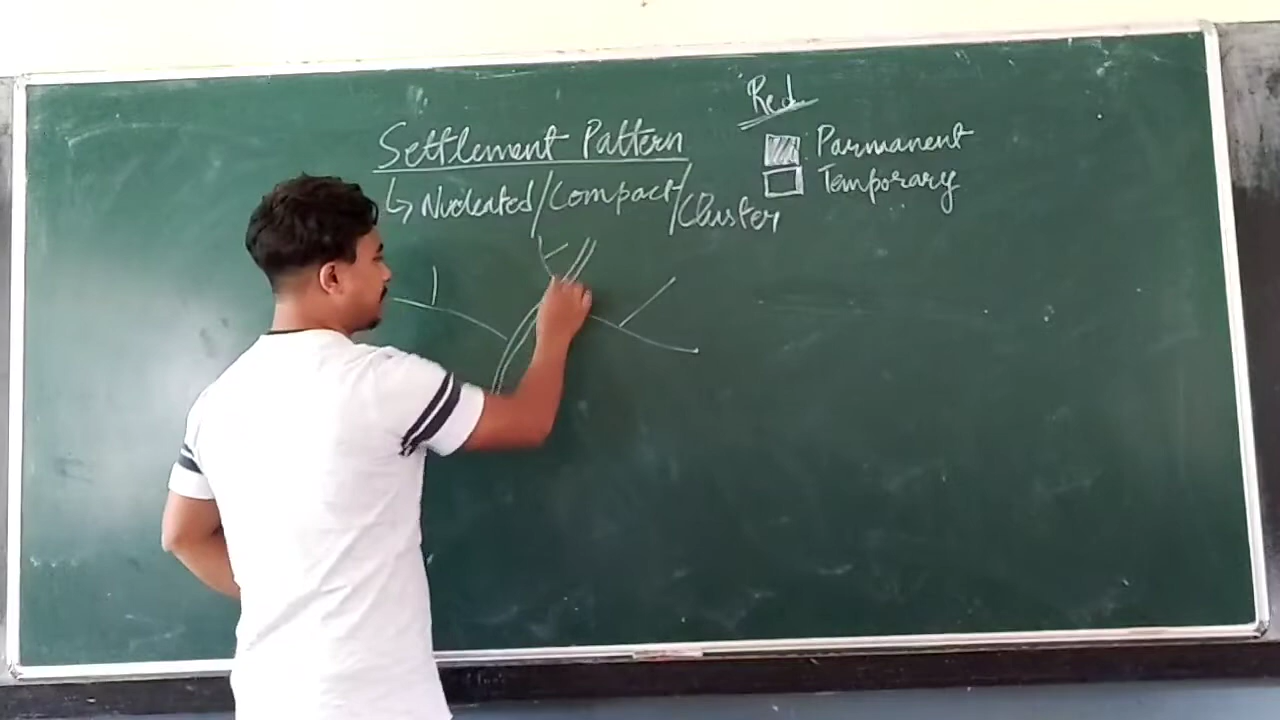 Settlement Pattern
↳ Nucleated/Compact/Cluster
Red
Parmanent
Temporary